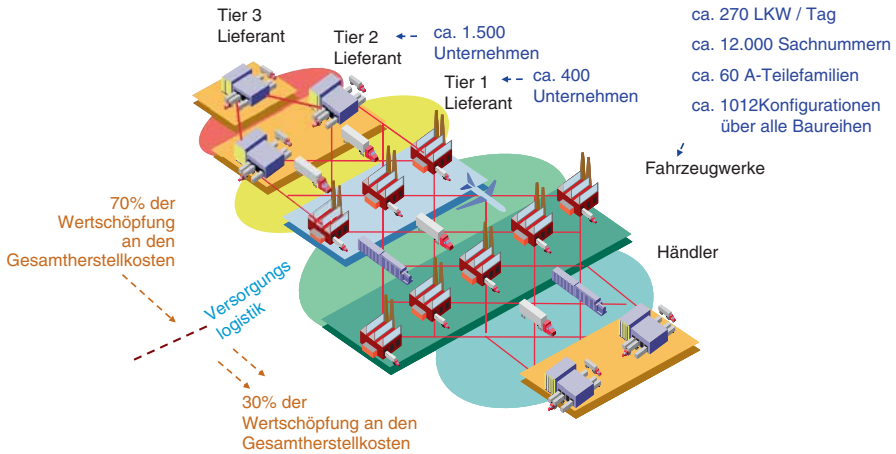 Tier 3
Lieferant
Tier 2
Lieferant
ca. 1.500
Unternehmen
Tier 1
Lieferant
ca. 400
Unternehmen
ca. 270 LKW / Tag
ca. 12.000 Sachnummern
ca. 60 A-Teilefamilien
ca. 1012Konfigurationen
über alle Baureihen
Fahrzeugwerke
Händler
70% der
Wertschöpfung
an den
Gesamtherstellkosten
Versorgungs
logistik
30% der
Wertschöpfung an den
Gesamtherstellkosten